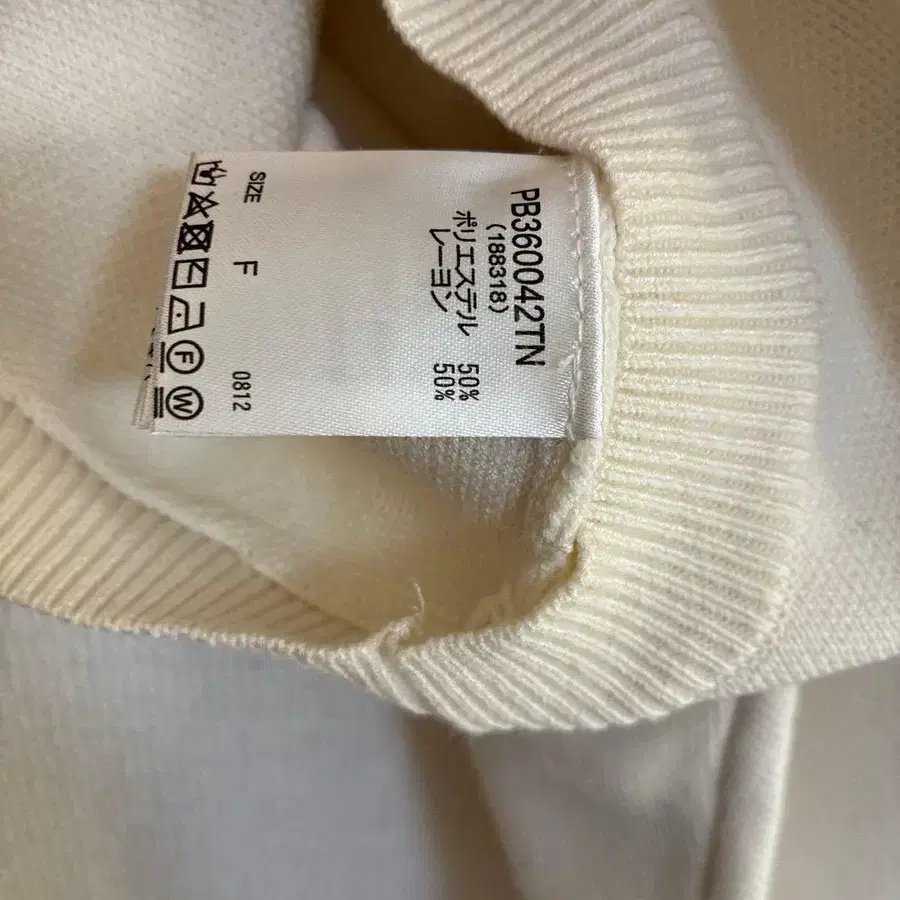 PB360042TN
(188318)
ポリエステル 50%
レーヨン 50%
SIZE F 0812
F W